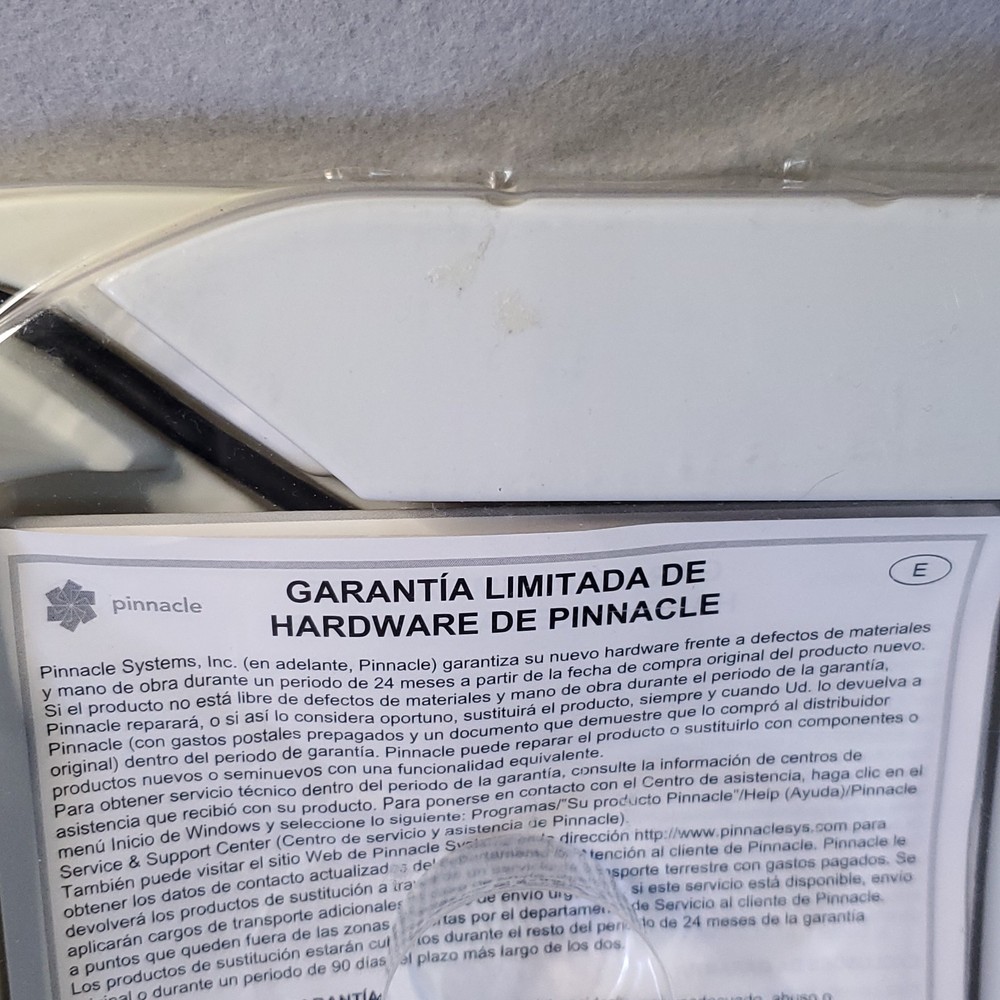 pinnacle
GARANTÍA LIMITADA DE
HARDWARE DE PINNACLE
E
Pinnacle Systems, Inc. (en adelante, Pinnacle) garantiza su nuevo hardware frente a defectos de materiales
y mano de obra durante un periodo de 24 meses a partir de la fecha de compra original del producto nuevo.
Si el producto no está libre de defectos de materiales y mano de obra durante el periodo de la garantía,
Pinnacle reparará, o si así lo considera oportuno, sustituirá el producto, siempre y cuando Ud. lo devuelva a
Pinnacle (con gastos postales prepagados y un documento que demuestre que lo compró al distribuidor
original) dentro del periodo de garantía. Pinnacle puede reparar el producto o sustituirlo con componentes o
productos nuevos o seminuevos con una funcionalidad equivalente.
Para obtener servicio técnico dentro del periodo de la garantía, consulte la información de centros de
asistencia que recibió con su producto. Para ponerse en contacto con el Centro de asistencia, haga clic en el
menú Inicio de Windows y seleccione lo siguiente: Programas/"Su producto Pinnacle"/Help (Ayuda)/Pinnacle
Service & Support Center (Centro de servicio y asistencia de Pinnacle).
También puede visitar el sitio Web de Pinnacle dirección http://www.pinnaclesys.com para
obtener los datos de contacto actualizados del departamento de atención al cliente de Pinnacle. Pinnacle le
devolverá los productos de sustitución a de un transporte terrestre con gastos pagados. Se
aplicarán cargos de transporte adicionales de envío si este servicio está disponible, envío
a puntos que queden fuera de las zonas por el departamento de Servicio al cliente de Pinnacle.
Los productos de sustitución estarán durante el resto del periodo de 24 meses de la garantía
o durante un periodo de 90 días el plazo más largo de los dos.